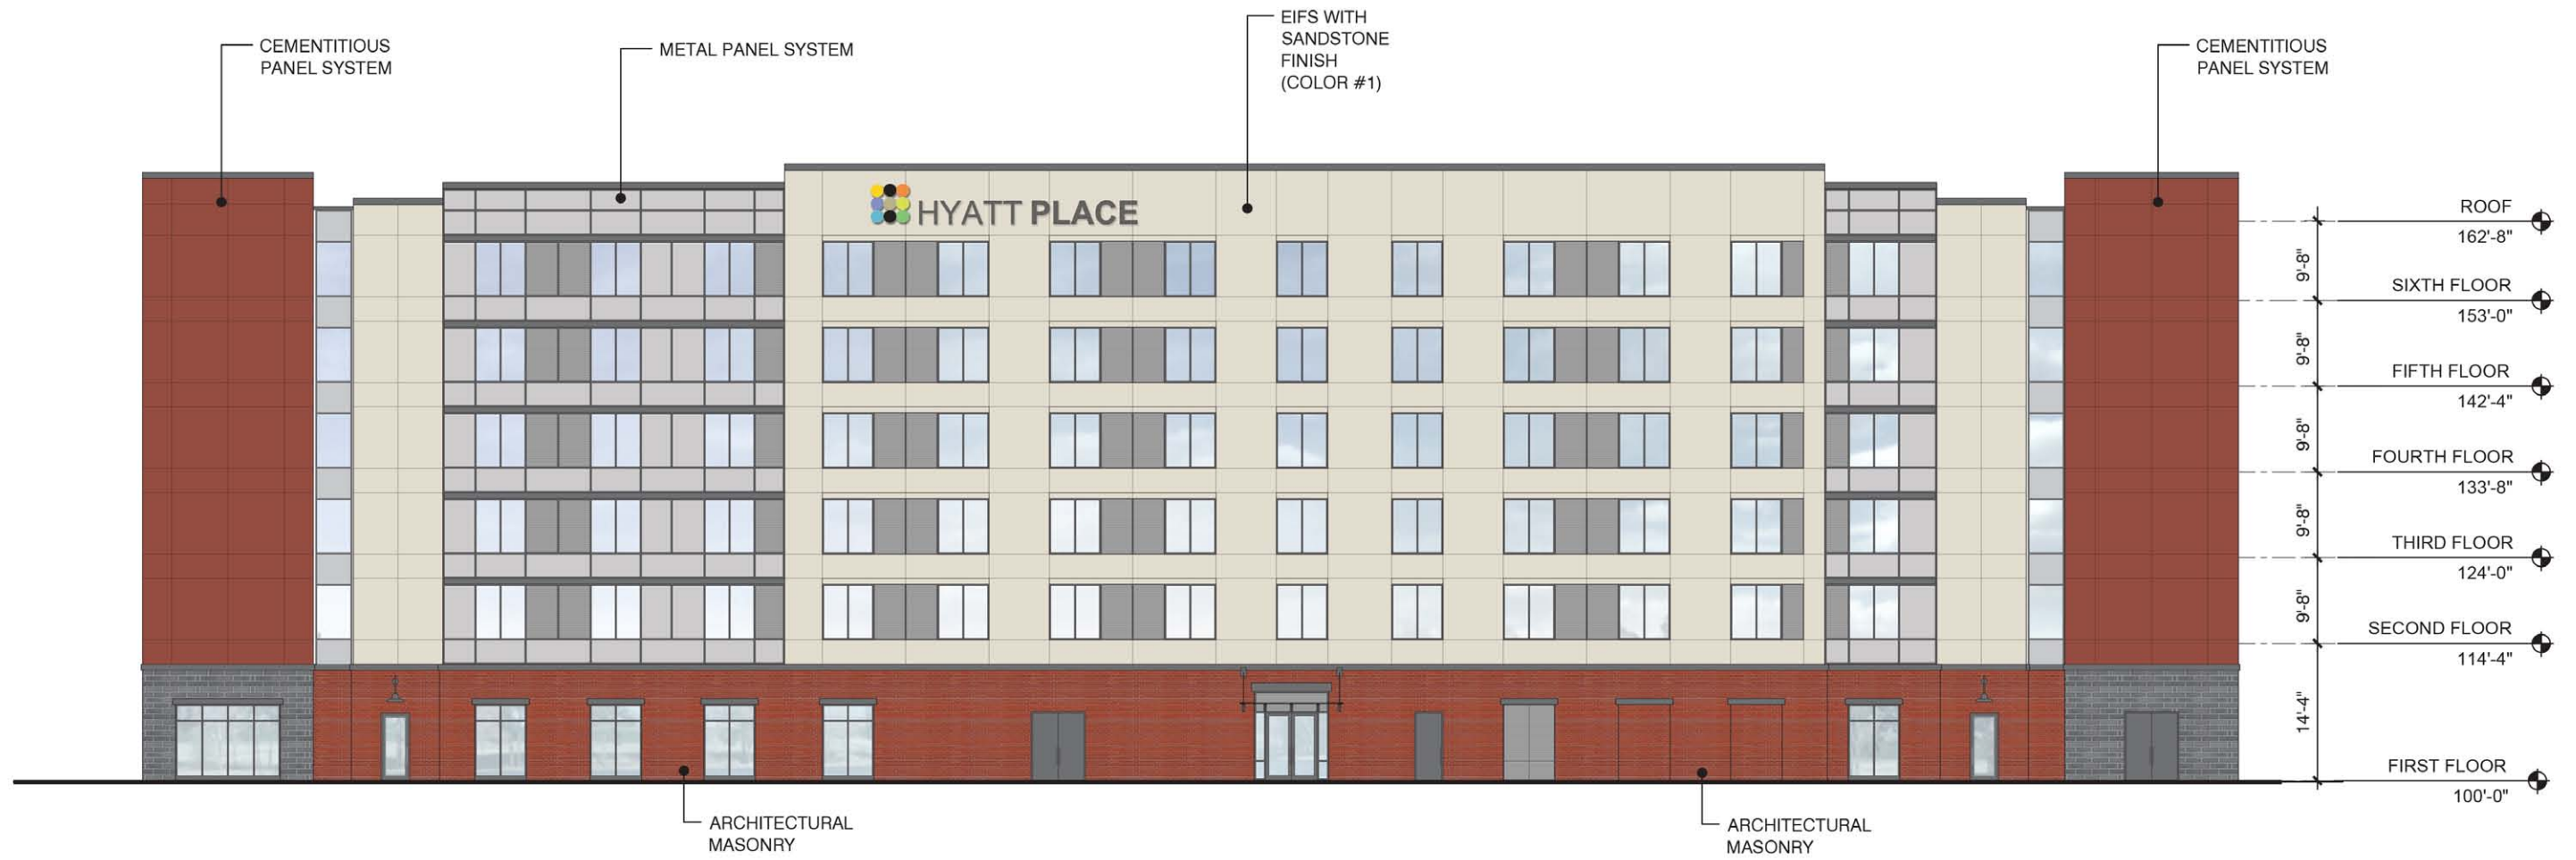 CEMENTITIOUS
PANEL SYSTEM
METAL PANEL SYSTEM
EIFS WITH
SANDSTONE
FINISH
(COLOR #1)
CEMENTITIOUS
PANEL SYSTEM
HYATT PLACE
ROOF
162'-8"
9'-8"
SIXTH FLOOR
153'-0"
9'-8"
FIFTH FLOOR
142'-4"
9'-8"
FOURTH FLOOR
133'-8"
9'-8"
THIRD FLOOR
124'-0"
9'-8"
SECOND FLOOR
114'-4"
14'-4"
FIRST FLOOR
100'-0"
ARCHITECTURAL
MASONRY
ARCHITECTURAL
MASONRY